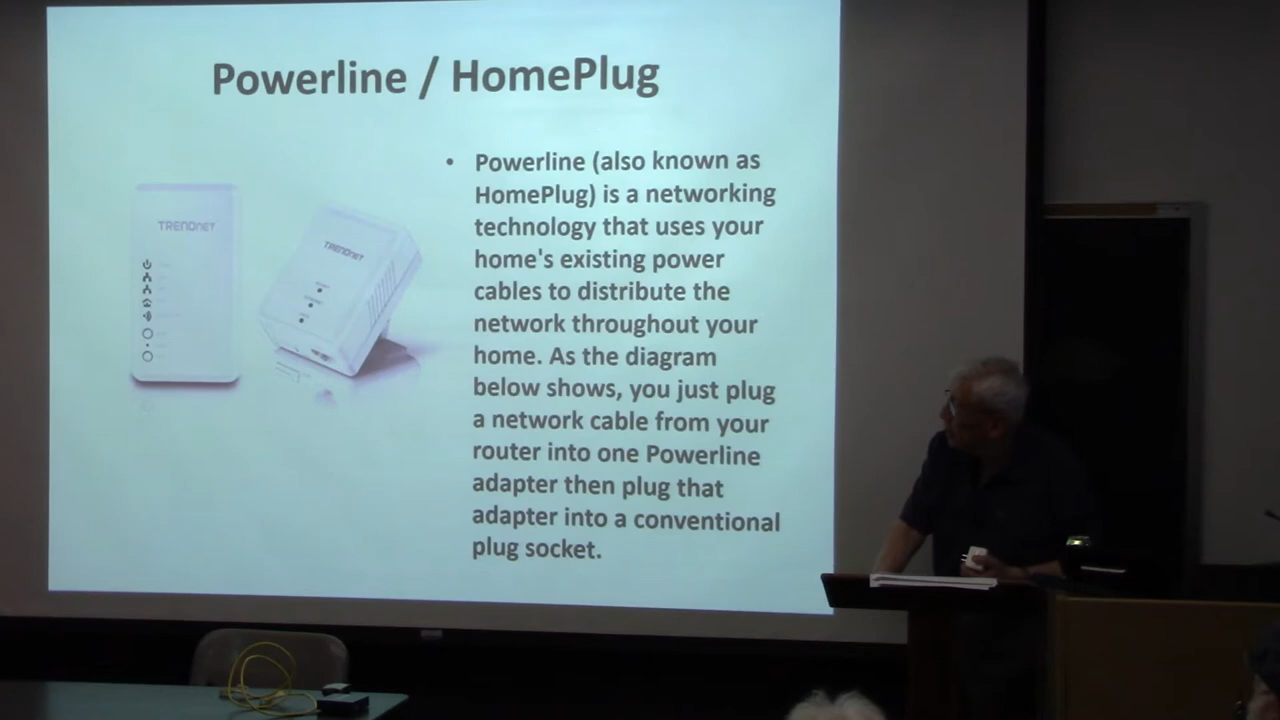 Powerline / HomePlug
• Powerline (also known as
HomePlug) is a networking
technology that uses your
home's existing power
cables to distribute the
network throughout your
home. As the diagram
below shows, you just plug
a network cable from your
router into one Powerline
adapter then plug that
adapter into a conventional
plug socket.
TRENDNET
TRENDNET